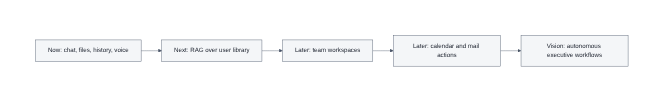 Now: chat, files, history, voice
Next: RAG over user library
Later: team workspaces
Later: calendar and mail
actions
Vision: autonomous
executive workflows